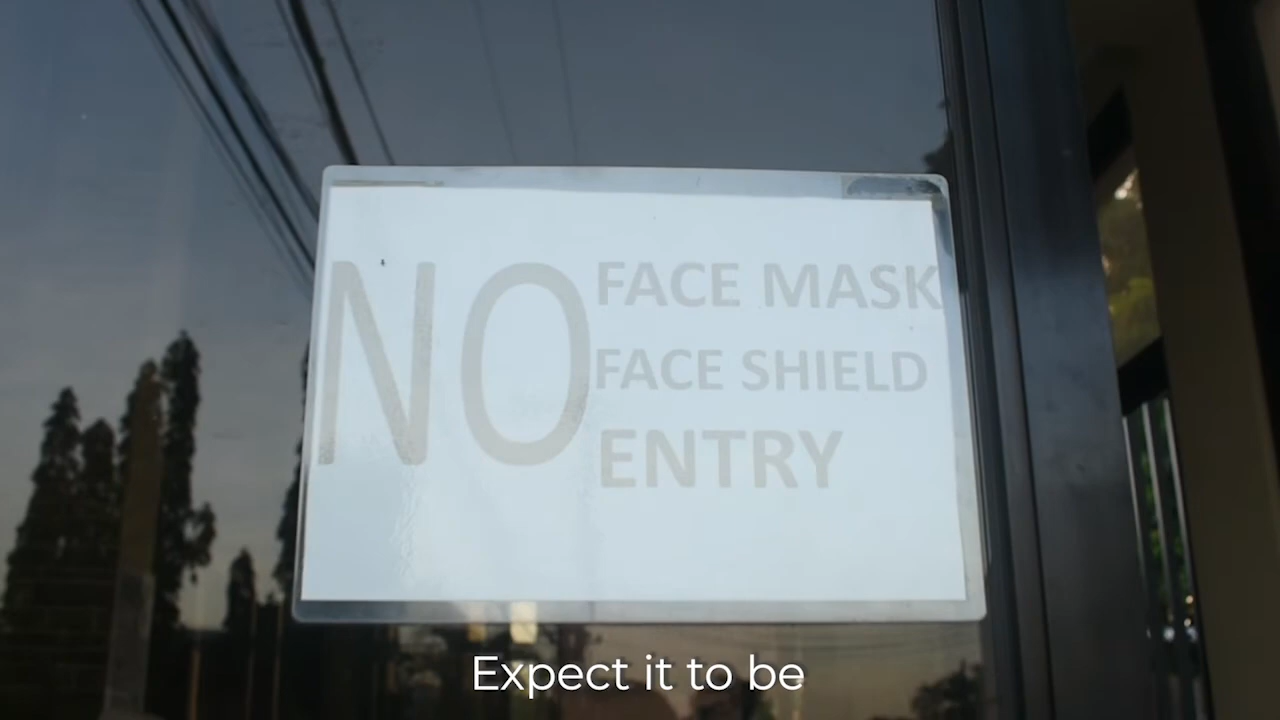 NO
FACE MASK
FACE SHIELD
ENTRY
Expect it to be